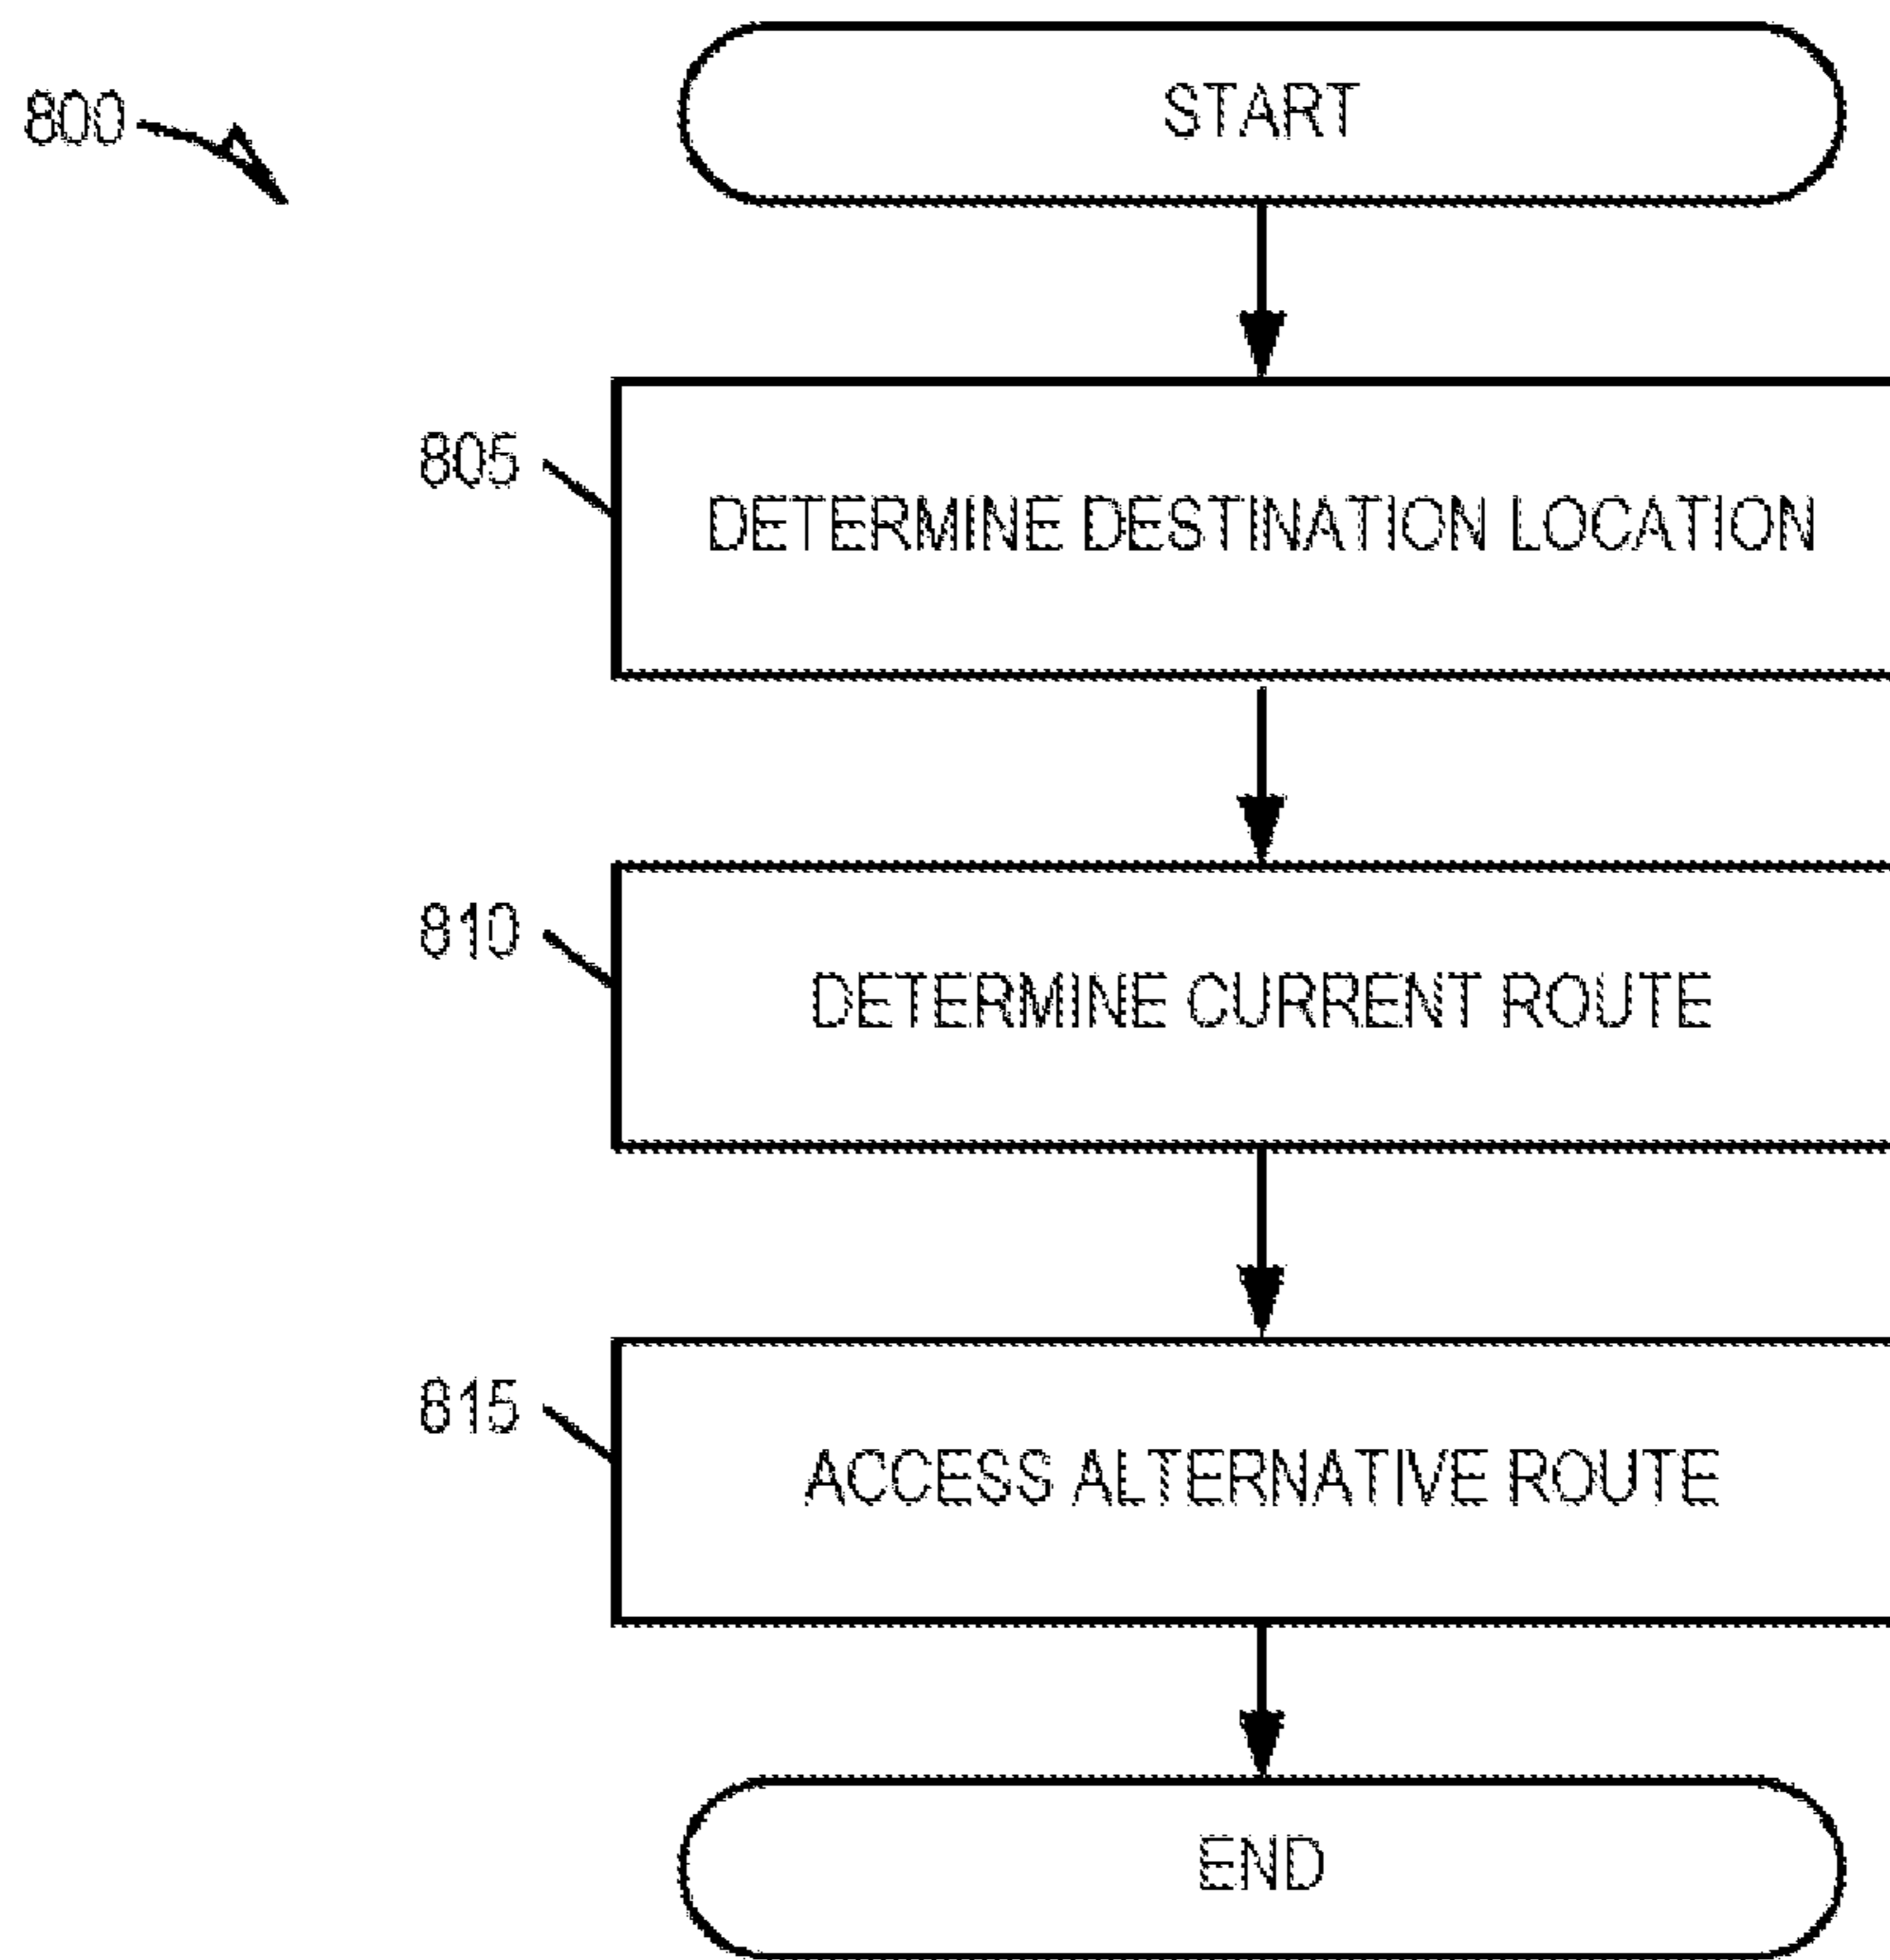 800
START
805
DETERMINE DESTINATION LOCATION
810
DETERMINE CURRENT ROUTE
815
ACCESS ALTERNATIVE ROUTE
END